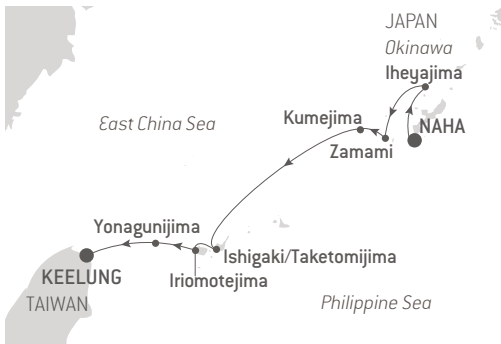 JAPAN
Okinawa
Iheyajima
East China Sea
Kumejima
NAHA
Zamami
Yonagunijima
Ishigaki/Taketomijima
KEELUNG
Iriomotejima
TAIWAN
Philippine Sea